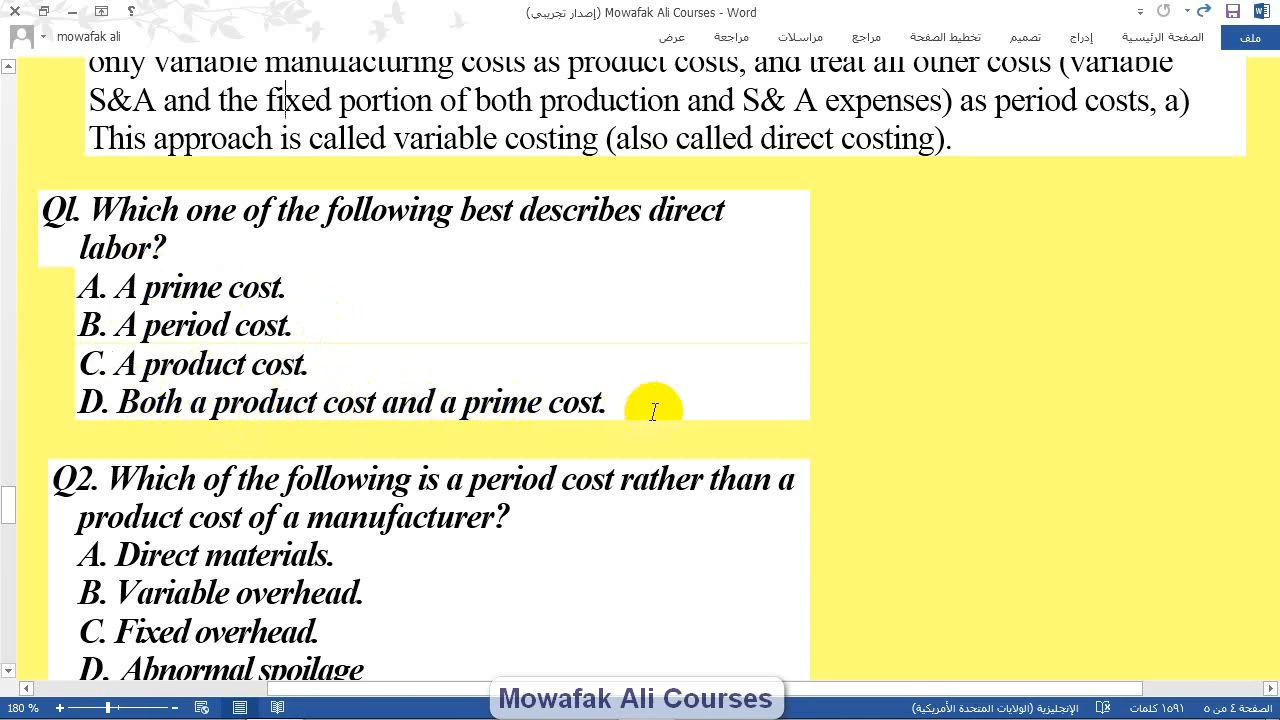 Mowafak Ali Courses - Word (إصدار تجريبي)
mowafak ali
ملف الصفحة الرئيسية إدراج تصميم تخطيط الصفحة مراجع مراسلات مراجعة عرض
only variable manufacturing costs as product costs, and treat all other costs (variable
S&A and the fixed portion of both production and S& A expenses) as period costs, a)
This approach is called variable costing (also called direct costing).
Ql. Which one of the following best describes direct
labor?
A. A prime cost.
B. A period cost.
C. A product cost.
D. Both a product cost and a prime cost.
Q2. Which of the following is a period cost rather than a
product cost of a manufacturer?
A. Direct materials.
B. Variable overhead.
C. Fixed overhead.
D. Abnormal spoilage
Mowafak Ali Courses
الصفحة ٤ من ٥ ١٥٩١ كلمات الإنجليزية (الولايات المتحدة الأمريكية) 180 %